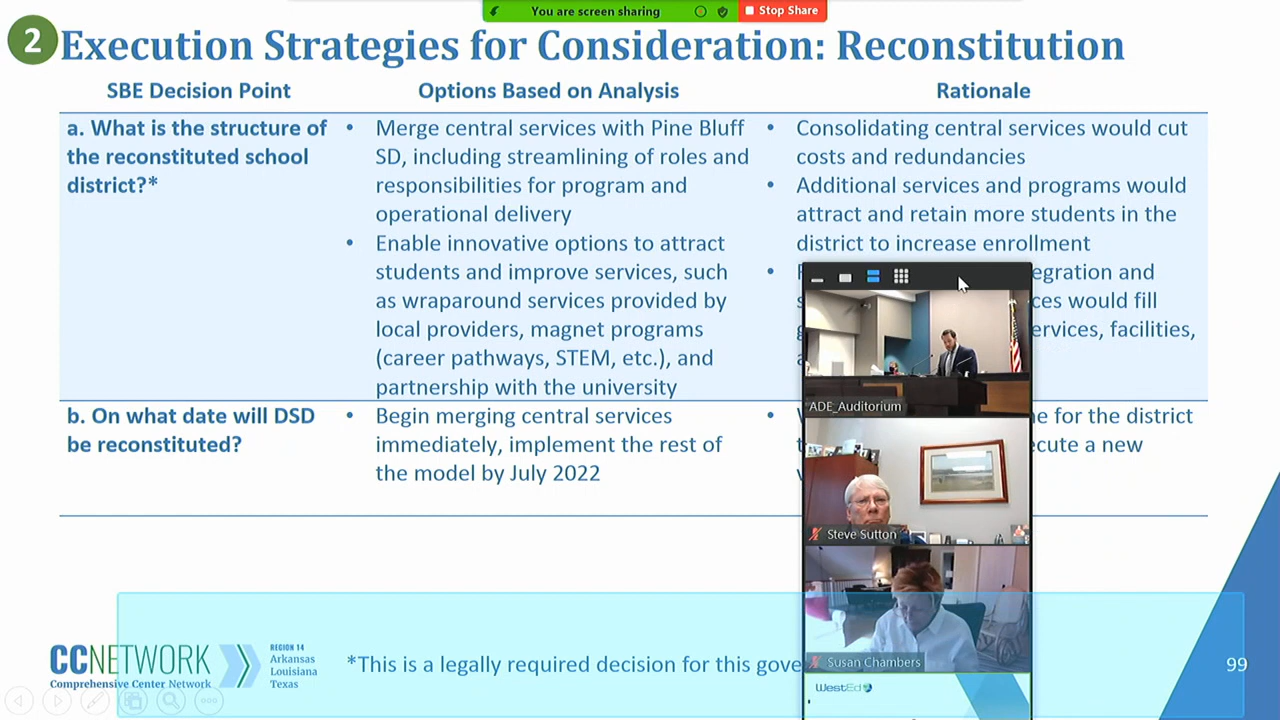 You are screen sharing
Stop Share
2
Execution Strategies for Consideration: Reconstitution
SBE Decision Point
Options Based on Analysis
Rationale
a. What is the structure of
the reconstituted school
district?*
• Merge central services with Pine Bluff
SD, including streamlining of roles and
responsibilities for program and
operational delivery
• Enable innovative options to attract
students and improve services, such
as wraparound services provided by
local providers, magnet programs
(career pathways, STEM, etc.), and
partnership with the university
• Consolidating central services would cut
costs and redundancies
• Additional services and programs would
attract and retain more students in the
district to increase enrollment
• egration and
ces would fill
ervices, facilities,
b. On what date will DSD
be reconstituted?
• Begin merging central services
immediately, implement the rest of
the model by July 2022
• e for the district
ecute a new
ADE_Auditorium
Steve Sutton
Susan Chambers
WestEd
CCNETWORK
Comprehensive Center Network
REGION 14
Arkansas
Louisiana
Texas
*This is a legally required decision for this gove
99